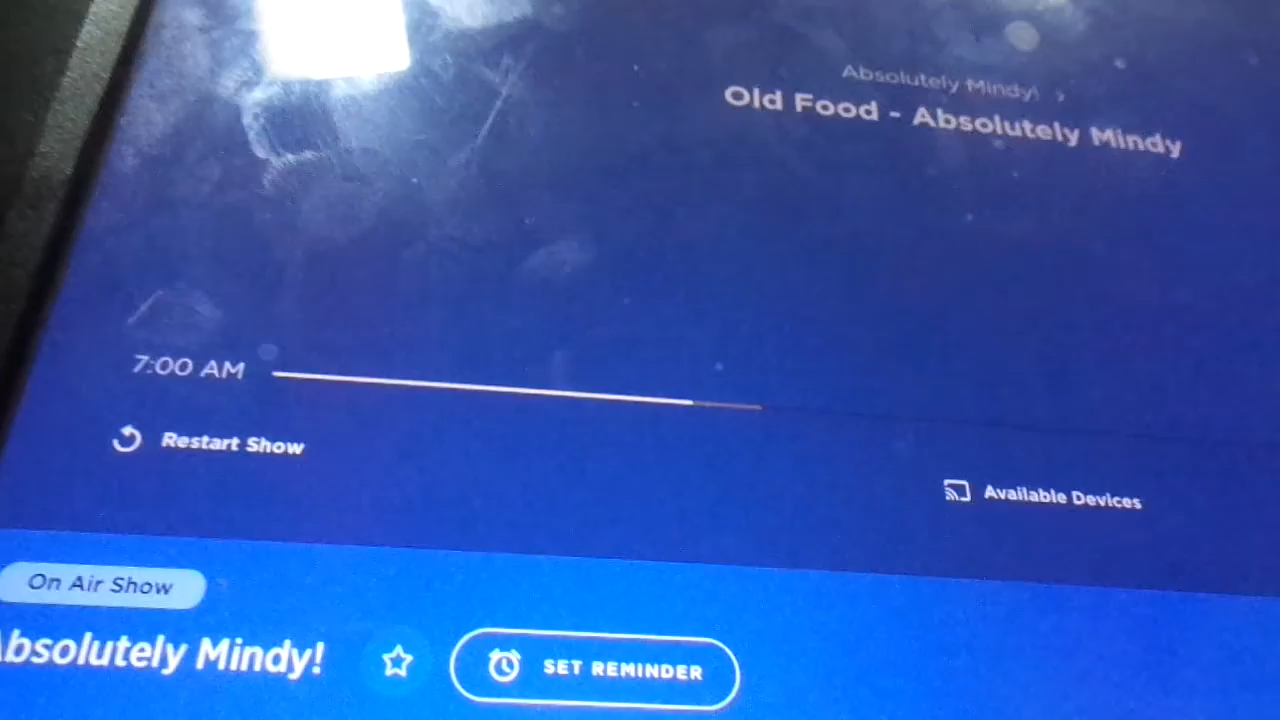 Absolutely Mindy!
Old Food - Absolutely Mindy
7:00 AM
Restart Show
Available Devices
On Air Show
bsolutely Mindy!
SET REMINDER